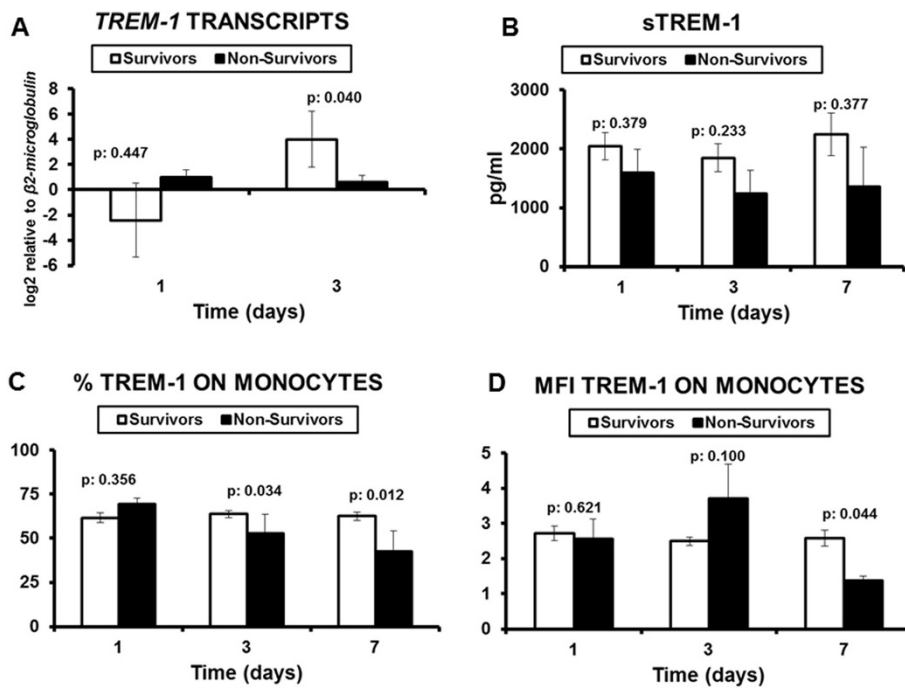 A
TREM-1 TRANSCRIPTS
Survivors Non-Survivors
log2 relative to β2-microglobulin
8
6
4
2
0
-2
-4
-6
p: 0.447
p: 0.040
1 3
Time (days)
B
sTREM-1
Survivors Non-Survivors
pg/ml
3000
2000
1000
0
p: 0.379
p: 0.233
p: 0.377
1 3 7
Time (days)
C
% TREM-1 ON MONOCYTES
Survivors Non-Survivors
100
75
50
25
0
p: 0.356
p: 0.034
p: 0.012
1 3 7
Time (days)
D
MFI TREM-1 ON MONOCYTES
Survivors Non-Survivors
5
4
3
2
1
0
p: 0.621
p: 0.100
p: 0.044
1 3 7
Time (days)